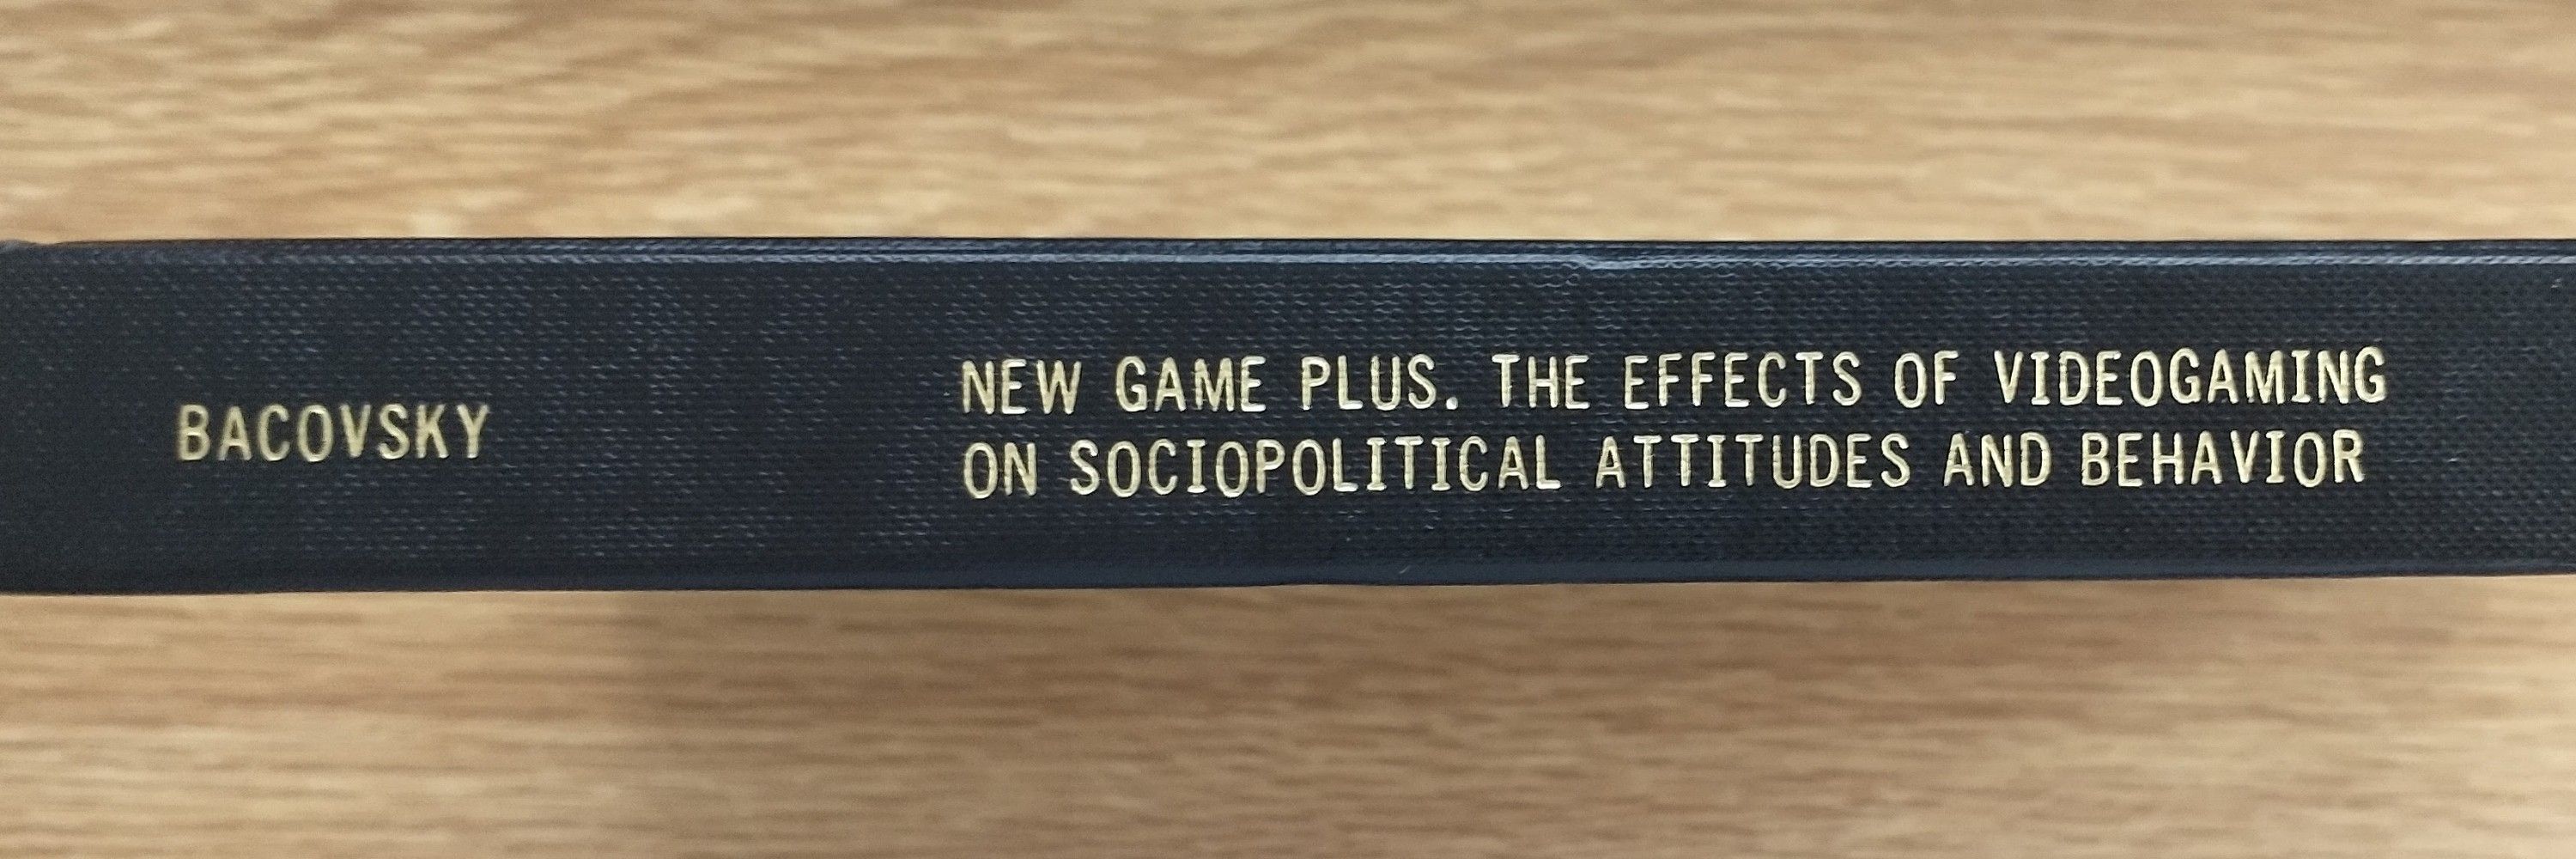 BACOVSKY
NEW GAME PLUS. THE EFFECTS OF VIDEOGAMING
ON SOCIOPOLITICAL ATTITUDES AND BEHAVIOR